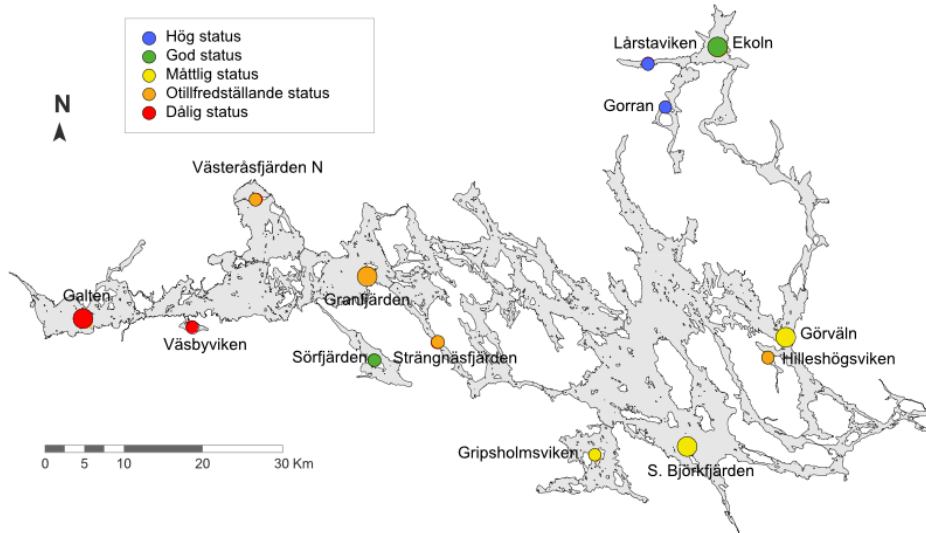 Hög status
God status
Måttlig status
Otillfredställande status
Dålig status
N
Lårstaviken
Ekoln
Gorran
Västeråsfjärden N
Galten
Granfjärden
Väsbyviken
Sörfjärden
Strängnäsfjärden
Görväln
Hilleshögsviken
Gripsholmsviken
S. Björkfjärden
0 5 10 20 30 Km